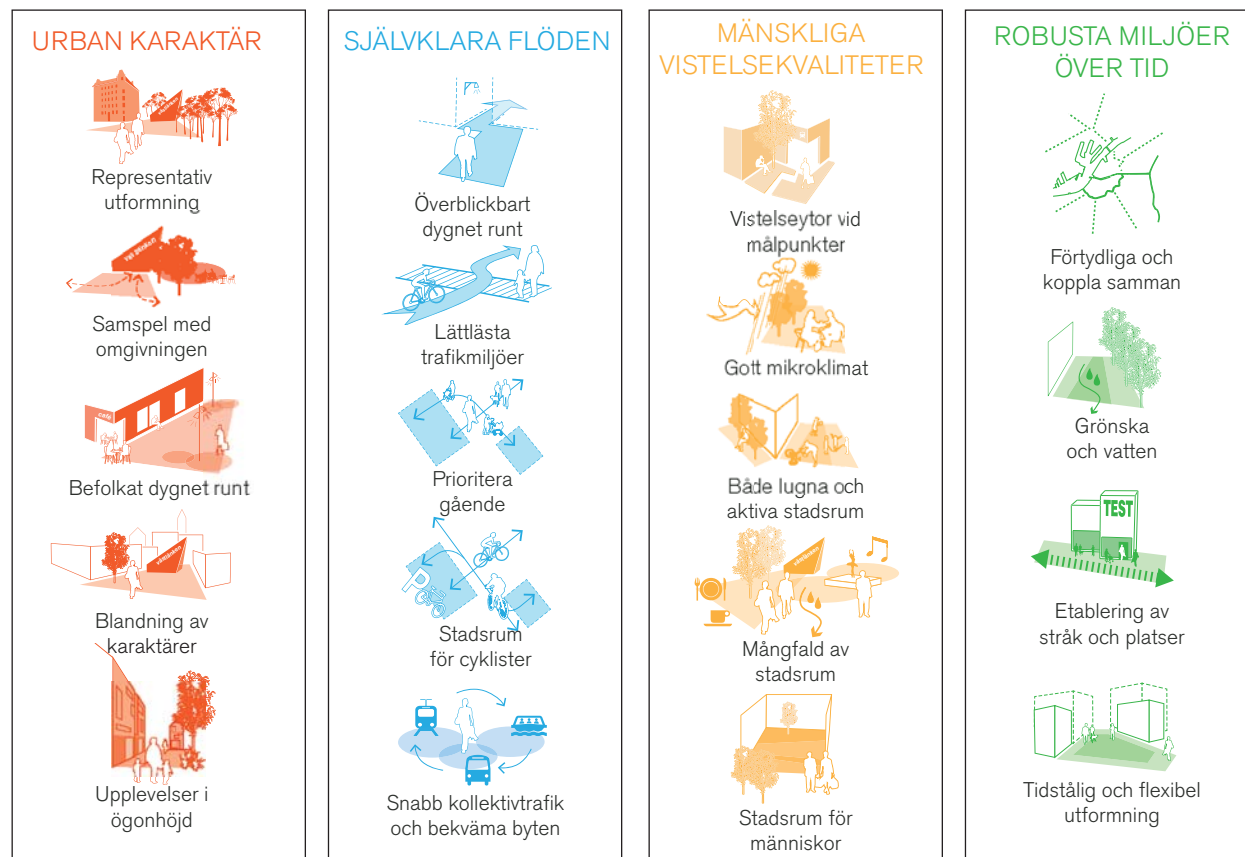 URBAN KARAKTÄR
Representativ
utformning
Samspel med
omgivningen
café
Befolkat dygnet runt
Blandning av
karaktärer
Upplevelser i
ögonhöjd
SJÄLVKLARA FLÖDEN
Överblickbart
dygnet runt
Lättlästa
trafikmiljöer
Prioritera
gående
P
Stadsrum
för cyklister
Snabb kollektivtrafik
och bekväma byten
MÄNSKLIGA
VISTELSEKVALITETER
Vistelseytor vid
målpunkter
Gott mikroklimat
Både lugna och
aktiva stadsrum
Mångfald av
stadsrum
Stadsrum för
människor
ROBUSTA MILJÖER
ÖVER TID
Förtydliga och
koppla samman
Grönska
och vatten
TEST
Etablering av
stråk och platser
Tidstålig och flexibel
utformning